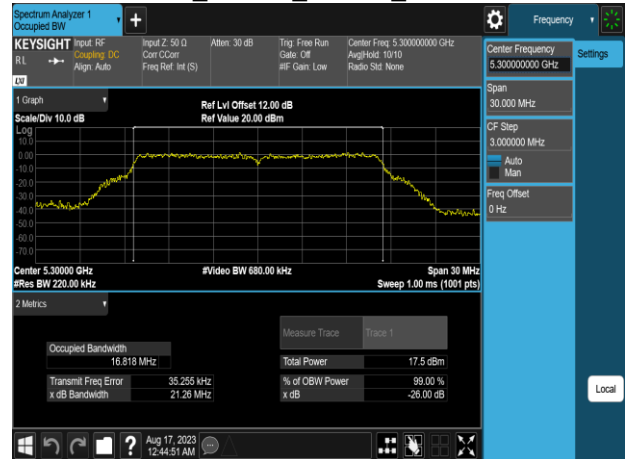 Spectrum Analyzer 1
Occupied BW
Frequency
KEYSIGHT
RL
LXI
Input: RF
Coupling: DC
Align: Auto
Input Z: 50 Ω
Corr CCorr
Freq Ref: Int (S)
Atten: 30 dB
Trig: Free Run
Gate: Off
#IF Gain: Low
Center Freq: 5.300000000 GHz
Avg|Hold: 10/10
Radio Std: None
Center Frequency
5.300000000 GHz
Settings
Span
30.000 MHz
CF Step
3.000000 MHz
Auto
Man
Freq Offset
0 Hz
Local
1 Graph
Scale/Div 10.0 dB
Ref Lvl Offset 12.00 dB
Ref Value 20.00 dBm
Log
10.0
0.00
-10.0
-20.0
-30.0
-40.0
-50.0
-60.0
-70.0
Center 5.30000 GHz
#Res BW 220.00 kHz
#Video BW 680.00 kHz
Span 30 MHz
Sweep 1.00 ms (1001 pts)
2 Metrics
Measure Trace
Trace 1
Occupied Bandwidth
16.818 MHz
Total Power
17.5 dBm
Transmit Freq Error
35.255 kHz
% of OBW Power
99.00 %
x dB Bandwidth
21.26 MHz
x dB
-26.00 dB
?
Aug 17, 2023
12:44:51 AM